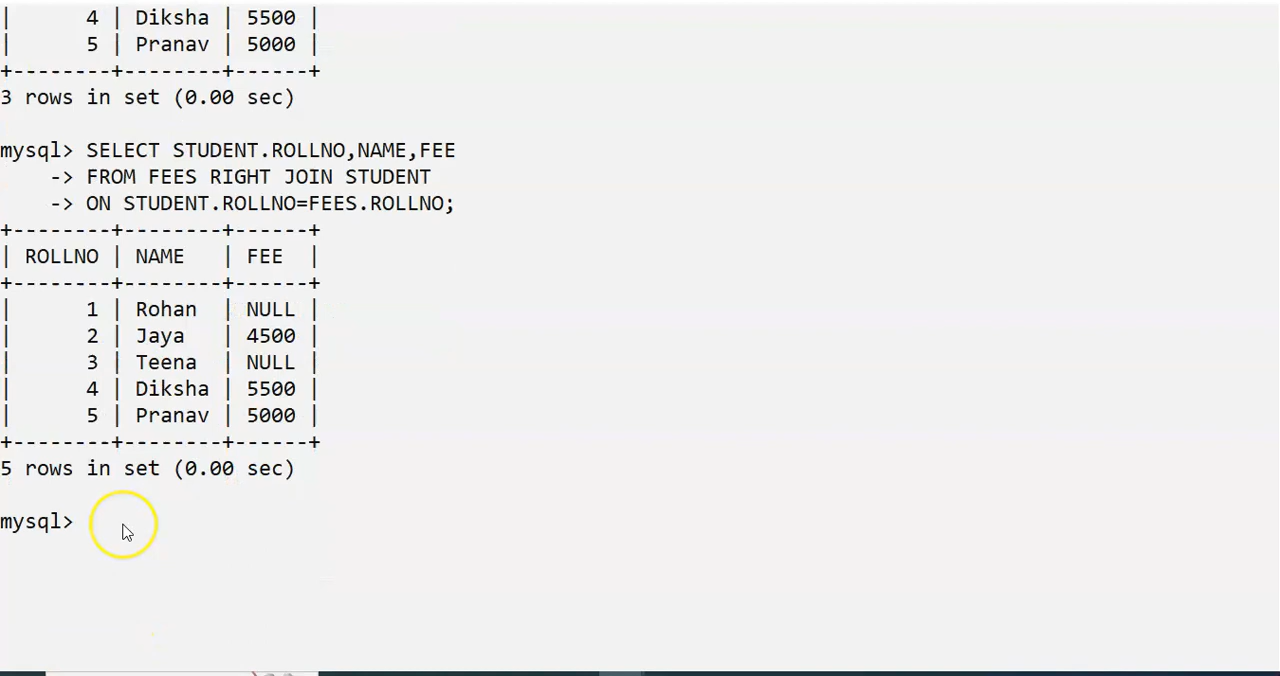 |      4 | Diksha | 5500 |
|      5 | Pranav | 5000 |
+--------+--------+------+
3 rows in set (0.00 sec)
mysql> SELECT STUDENT.ROLLNO,NAME,FEE
    -> FROM FEES RIGHT JOIN STUDENT
    -> ON STUDENT.ROLLNO=FEES.ROLLNO;
+--------+--------+------+
| ROLLNO | NAME   | FEE  |
+--------+--------+------+
|      1 | Rohan  | NULL |
|      2 | Jaya   | 4500 |
|      3 | Teena  | NULL |
|      4 | Diksha | 5500 |
|      5 | Pranav | 5000 |
+--------+--------+------+
5 rows in set (0.00 sec)
mysql>